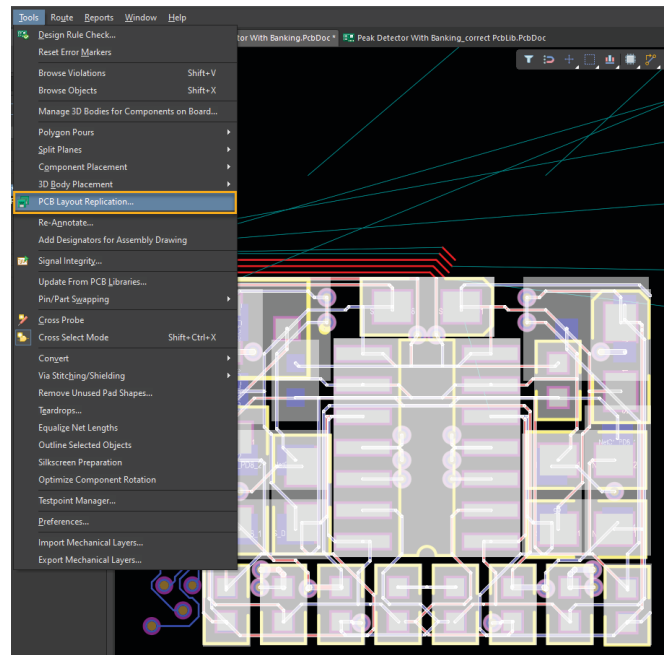 Tools Route Reports Window Help
tor With Banking.PcbDoc * Peak Detector With Banking_correct PcbLib.PcbDoc
Design Rule Check...
Reset Error Markers
Browse Violations Shift+V
Browse Objects Shift+X
Manage 3D Bodies for Components on Board...
Polygon Pours
Split Planes
Component Placement
3D Body Placement
PCB Layout Replication...
Re-Annotate...
Add Designators for Assembly Drawing
Signal Integrity...
Update From PCB Libraries...
Pin/Part Swapping
Cross Probe
Cross Select Mode Shift+Ctrl+X
Convert
Via Stitching/Shielding
Remove Unused Pad Shapes...
Teardrops...
Equalize Net Lengths
Outline Selected Objects
Silkscreen Preparation
Optimize Component Rotation
Testpoint Manager...
Preferences...
Import Mechanical Layers...
Export Mechanical Layers...